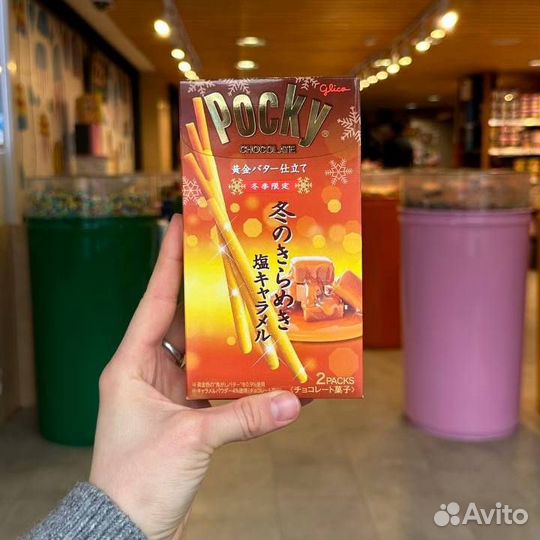 glico
Pocky
CHOCOLATE
黄金バター仕立て
冬季限定
冬のきらめき
塩キャラメル
2PACKS
〈チョコレート菓子〉
Avito